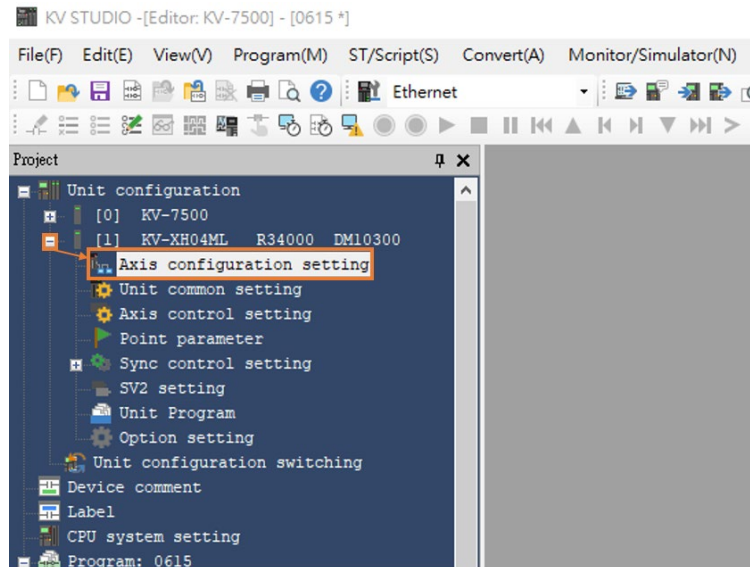 KV STUDIO -[Editor: KV-7500] - [0615 *]
File(F) Edit(E) View(V) Program(M) ST/Script(S) Convert(A) Monitor/Simulator(N)
Ethernet
Project
Unit configuration
[0] KV-7500
[1] KV-XH04ML R34000 DM10300
Axis configuration setting
Unit common setting
Axis control setting
Point parameter
Sync control setting
SV2 setting
Unit Program
Option setting
Unit configuration switching
Device comment
Label
CPU system setting
Program: 0615